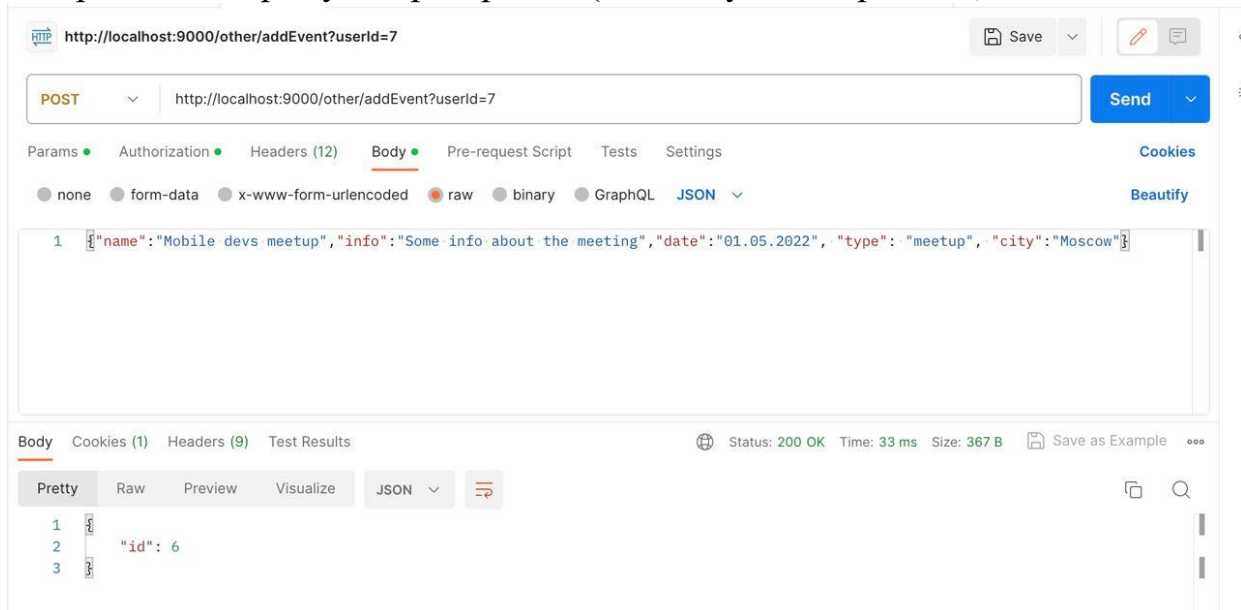 http://localhost:9000/other/addEvent?userId=7
Save
POST http://localhost:9000/other/addEvent?userId=7 Send
Params Authorization Headers (12) Body Pre-request Script Tests Settings Cookies
none form-data x-www-form-urlencoded raw binary GraphQL JSON Beautify
1 {"name":"Mobile devs meetup","info":"Some info about the meeting","date":"01.05.2022", "type": "meetup", "city":"Moscow"}
Body Cookies (1) Headers (9) Test Results Status: 200 OK Time: 33 ms Size: 367 B Save as Example
Pretty Raw Preview Visualize JSON
1 {
2 "id": 6
3 }